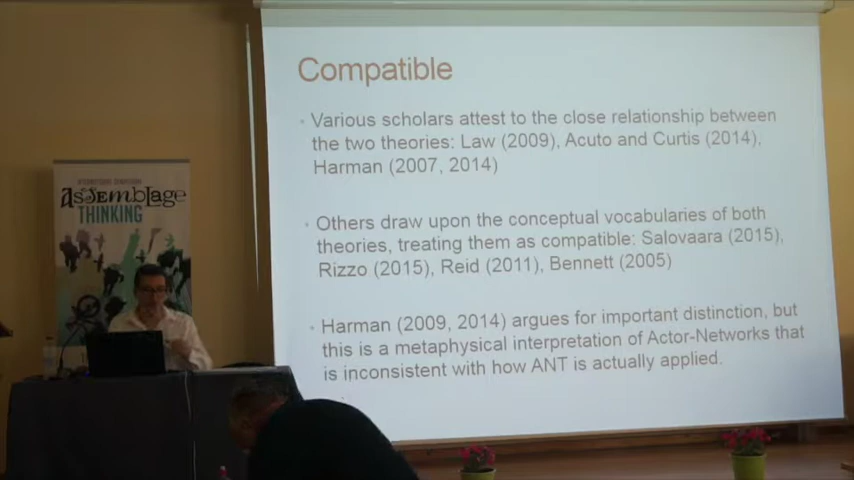 Compatible
• Various scholars attest to the close relationship between
the two theories: Law (2009), Acuto and Curtis (2014),
Harman (2007, 2014)
• Others draw upon the conceptual vocabularies of both
theories, treating them as compatible: Salovaara (2015),
Rizzo (2015), Reid (2011), Bennett (2005)
• Harman (2009, 2014) argues for important distinction, but
this is a metaphysical interpretation of Actor-Networks that
is inconsistent with how ANT is actually applied.
AsSEmblAgE
THINKING